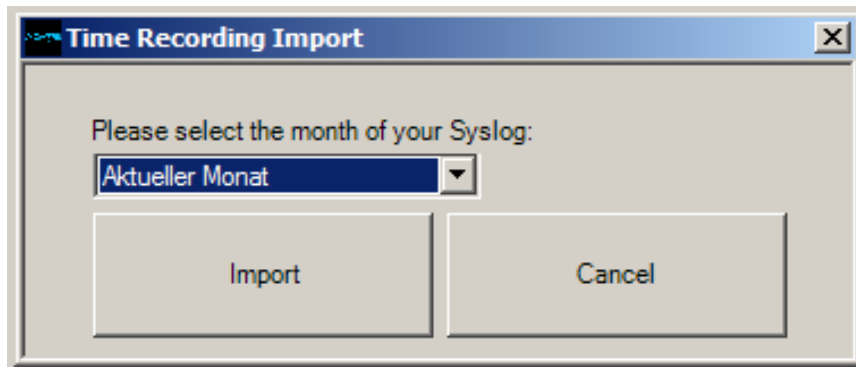 Time Recording Import
Please select the month of your Syslog:
Aktueller Monat
Import
Cancel